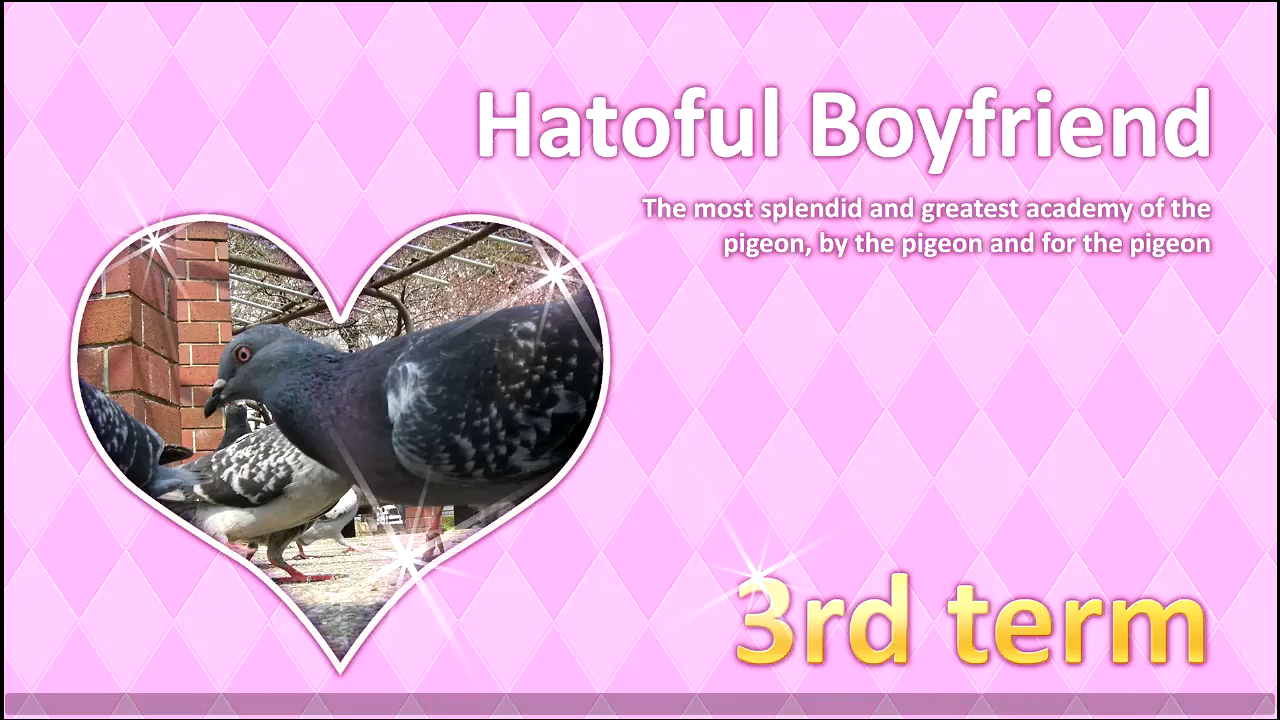 Hatoful Boyfriend
The most splendid and greatest academy of the
pigeon, by the pigeon and for the pigeon
3rd term